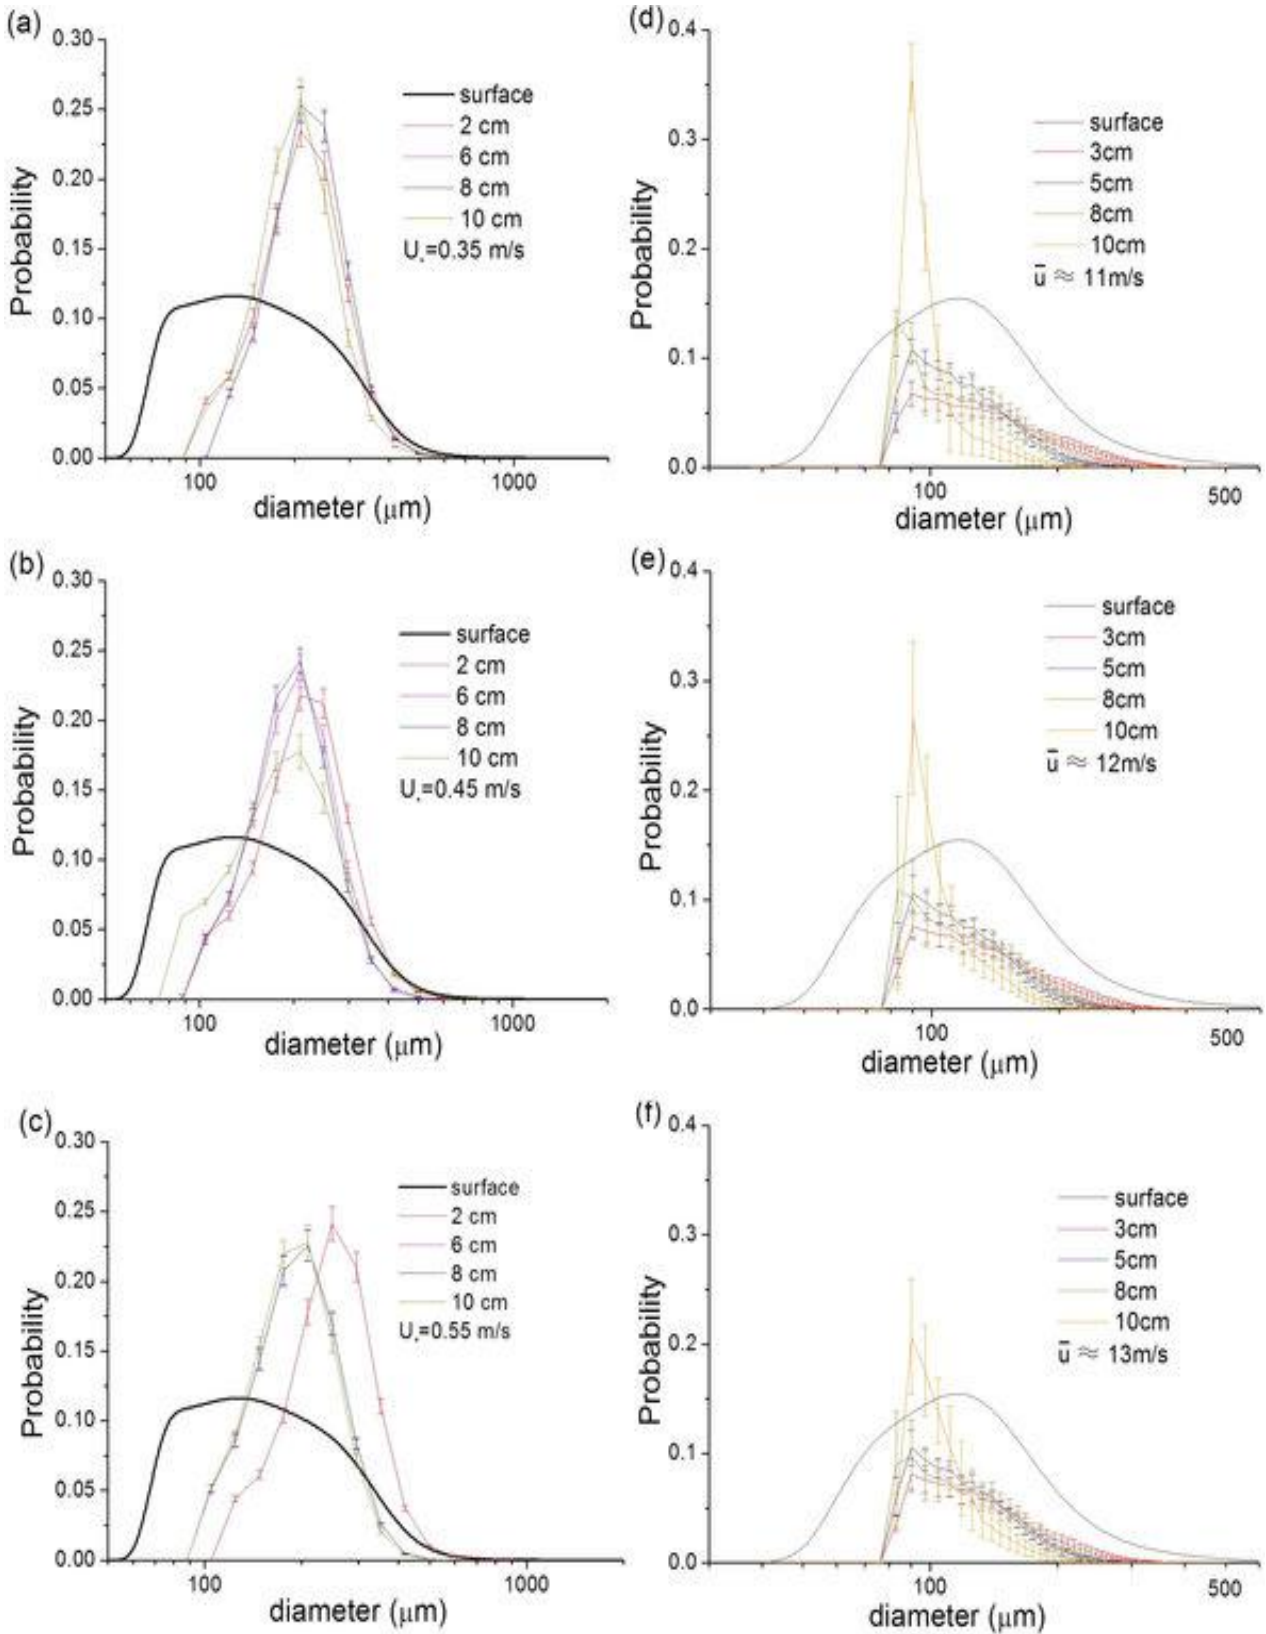 (a)
0.30
0.25
0.20
0.15
0.10
0.05
0.00
Probability
surface
2 cm
6 cm
8 cm
10 cm
U*=0.35 m/s
100
1000
diameter (μm)
(d)
0.4
0.3
0.2
0.1
0.0
Probability
surface
3cm
5cm
8cm
10cm
ū ≈ 11m/s
100
500
diameter (μm)
(b)
0.30
0.25
0.20
0.15
0.10
0.05
0.00
Probability
surface
2 cm
6 cm
8 cm
10 cm
U*=0.45 m/s
100
1000
diameter (μm)
(e)
0.4
0.3
0.2
0.1
0.0
Probability
surface
3cm
5cm
8cm
10cm
ū ≈ 12m/s
100
500
diameter (μm)
(c)
0.30
0.25
0.20
0.15
0.10
0.05
0.00
Probability
surface
2 cm
6 cm
8 cm
10 cm
U*=0.55 m/s
100
1000
diameter (μm)
(f)
0.4
0.3
0.2
0.1
0.0
Probability
surface
3cm
5cm
8cm
10cm
ū ≈ 13m/s
100
500
diameter (μm)